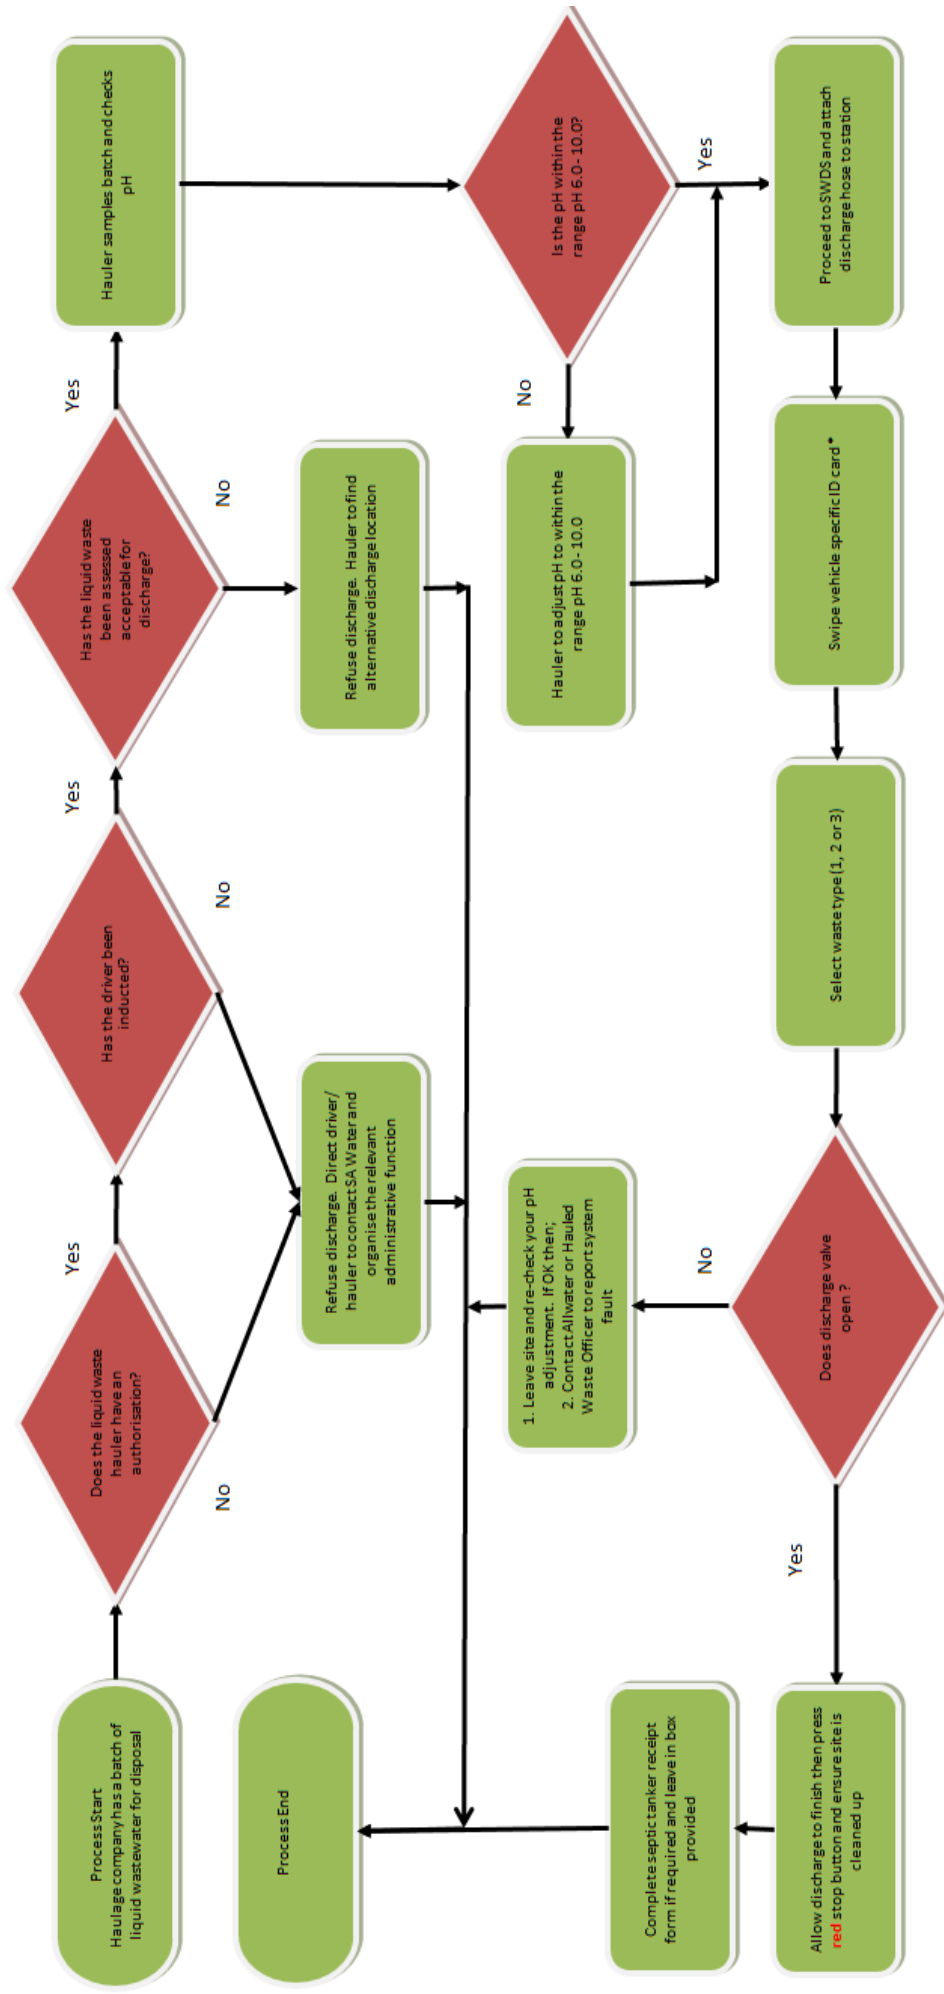 Process Start
Haulage company has a batch of
liquid wastewater for disposal
Does the liquid waste
hauler have an
authorisation?
Yes
No
Has the driver been
inducted?
Yes
No
Has the liquid waste
been assessed
acceptable for
discharge?
Yes
No
Hauler samples batch and checks
pH
Process End
Refuse discharge. Direct driver/
hauler to contact SA Water and
organise the relevant
administrative function
Refuse discharge. Hauler to find
alternative discharge location
Is the pH within the
range pH 6.0 - 10.0?
Yes
No
Hauler to adjust pH to within the
range pH 6.0 - 10.0
1. Leave site and re-check your pH
adjustment. If OK then;
2. Contact Allwater or Hauled
Waste Officer to report system
fault
Complete septic tanker receipt
form if required and leave in box
provided
No
Yes
Allow discharge to finish then press
red stop button and ensure site is
cleaned up
Does discharge valve
open ?
Select waste type (1, 2 or 3)
Swipe vehicle specific ID card*
Proceed to SWDS and attach
discharge hose to station